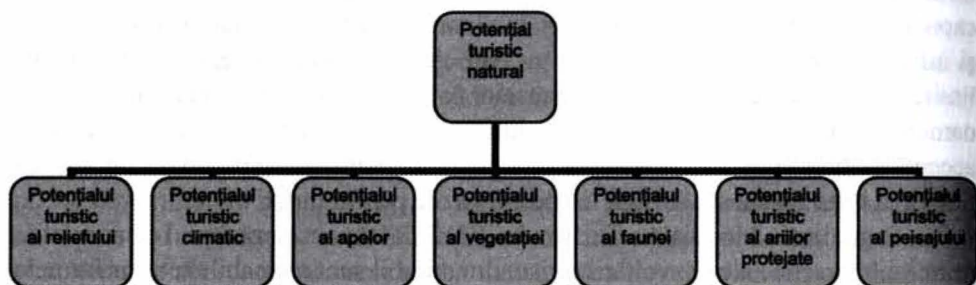 Potențial
turistic
natural
Potențialul
turistic
al reliefului
Potențialul
turistic
climatic
Potențialul
turistic
al apelor
Potențialul
turistic
al vegetației
Potențialul
turistic
al faunei
Potențialul
turistic
al ariilor
protejate
Potențialul
turistic
al peisajului